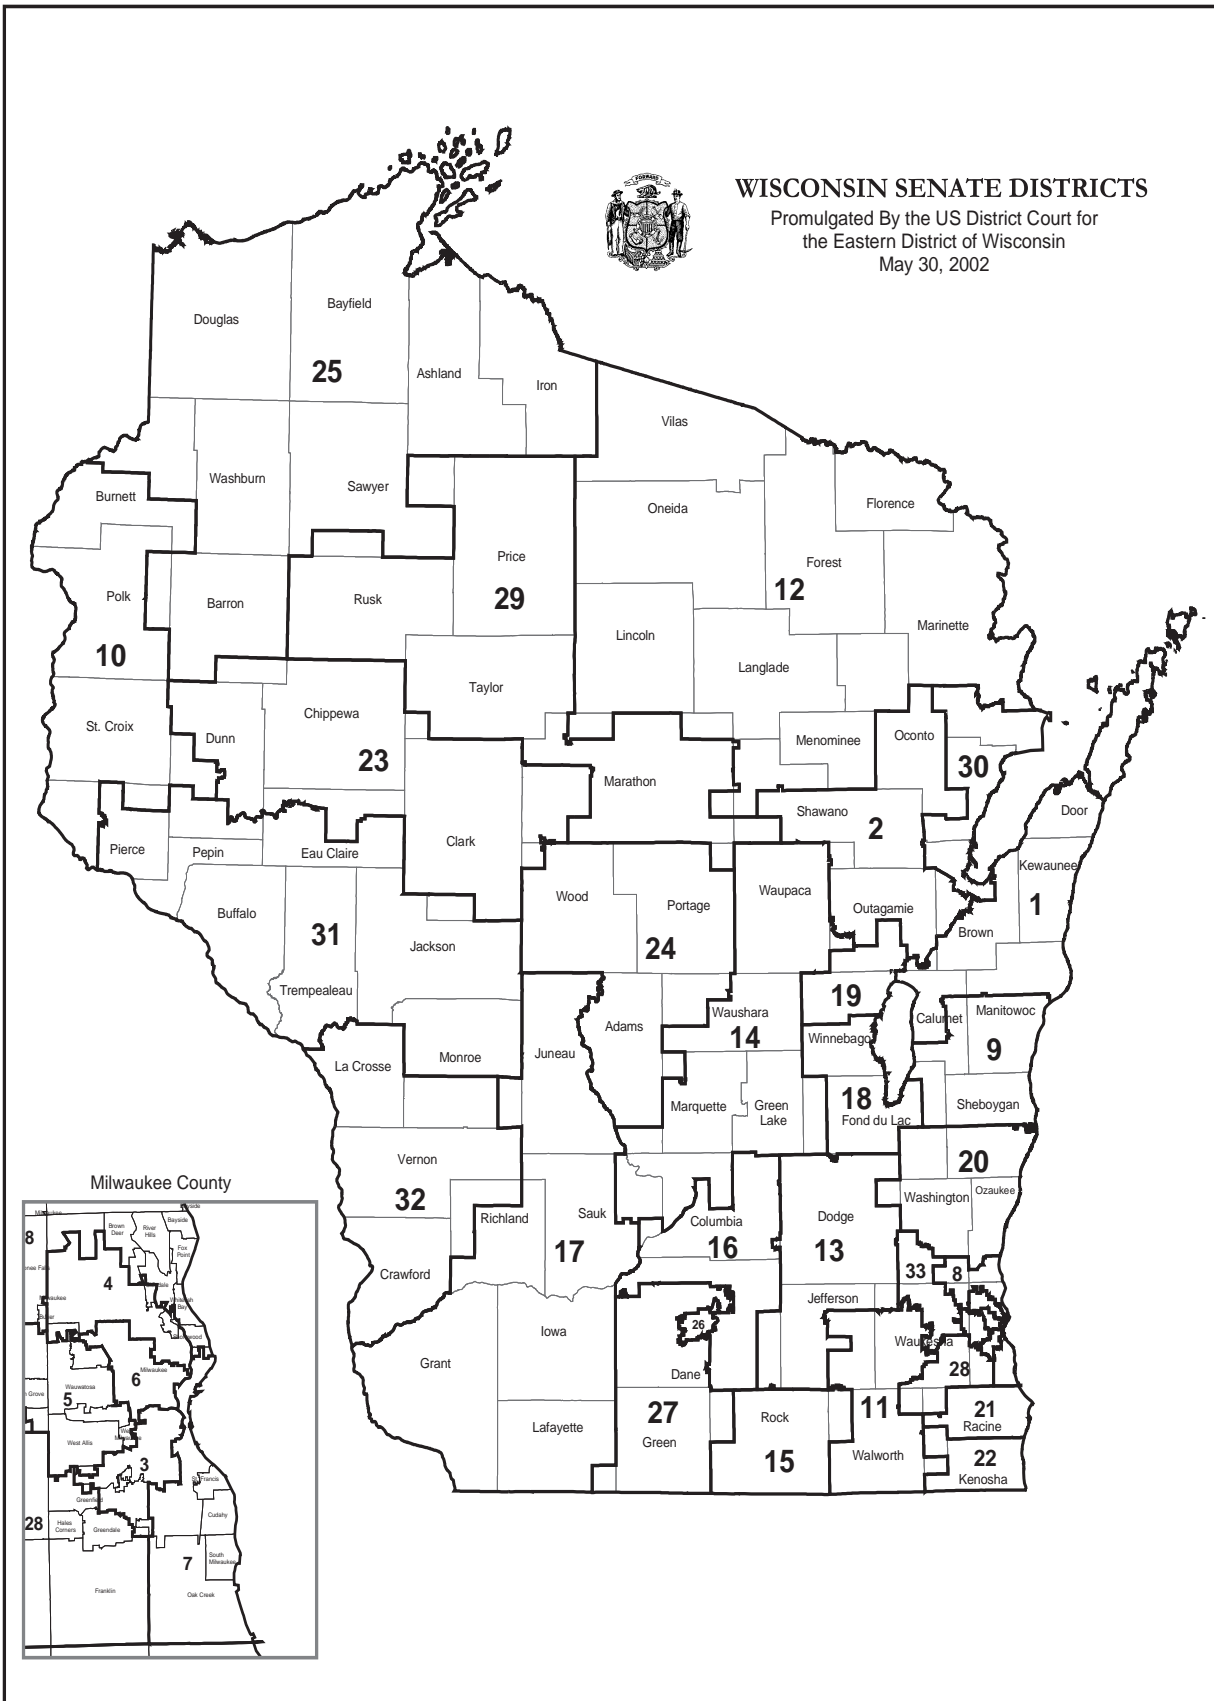 WISCONSIN SENATE DISTRICTS
Promulgated By the US District Court for
the Eastern District of Wisconsin
May 30, 2002
FORWARD
Bayfield
Douglas
25
Ashland
Iron
Vilas
Washburn
Sawyer
Burnett
Florence
Oneida
Price
Forest
12
Polk
Barron
Rusk
29
Marinette
Lincoln
10
Langlade
Taylor
Chippewa
St. Croix
Dunn
Menominee
Oconto
23
30
Marathon
Shawano
Door
2
Clark
Pierce
Pepin
Eau Claire
Kewaunee
Wood
Waupaca
Portage
1
Buffalo
Outagamie
31
Brown
Jackson
24
Trempealeau
19
Waushara
Calumet
Manitowoc
Adams
14
Winnebago
9
Juneau
Monroe
La Crosse
18
Sheboygan
Marquette
Green
Lake
Fond du Lac
Vernon
20
32
Washington
Ozaukee
Richland
Sauk
Columbia
Dodge
17
16
13
Crawford
33
8
Jefferson
26
Iowa
Waukesha
Grant
Dane
28
27
11
21
Rock
Racine
Lafayette
Green
15
Walworth
22
Kenosha
Milwaukee County
Bayside
Brown
Deer
River
Hills
Fox
Point
8
4
Milwaukee
6
Wauwatosa
5
West Allis
3
St. Francis
Greenfield
28
Hales
Corners
Greendale
Cudahy
7
South
Milwaukee
Franklin
Oak Creek